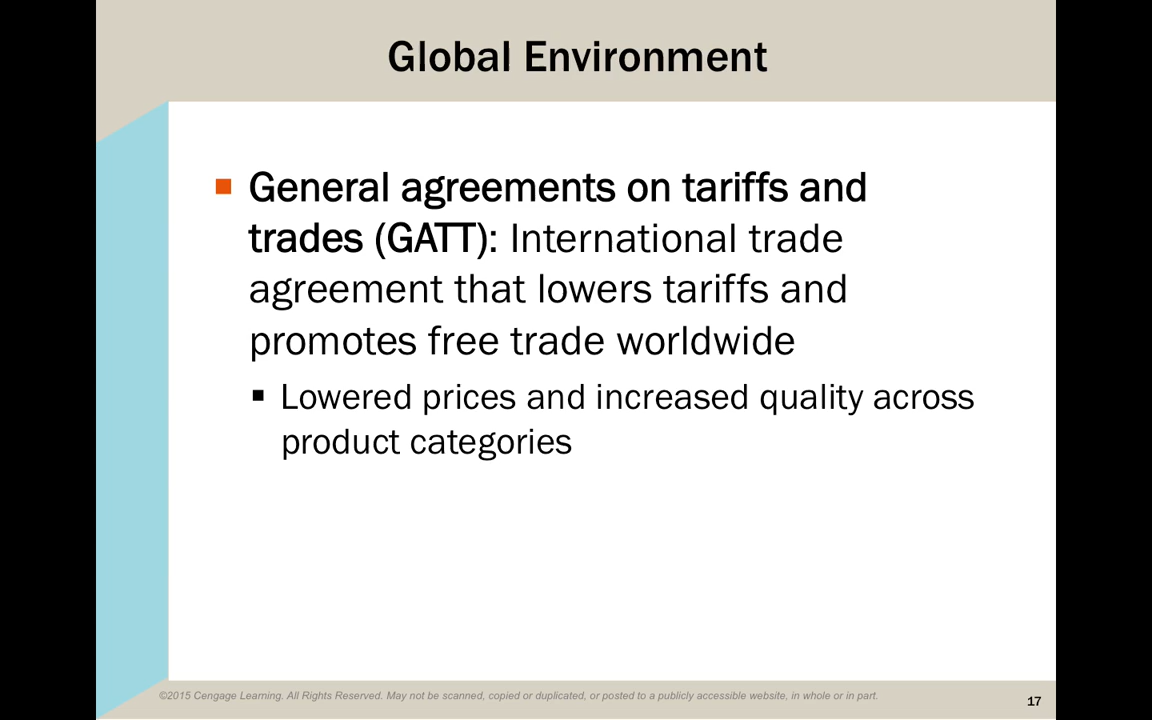 Global Environment
■ General agreements on tariffs and
trades (GATT): International trade
agreement that lowers tariffs and
promotes free trade worldwide
▪ Lowered prices and increased quality across
product categories
©2015 Cengage Learning. All Rights Reserved. May not be scanned, copied or duplicated, or posted to a publicly accessible website, in whole or in part.
17